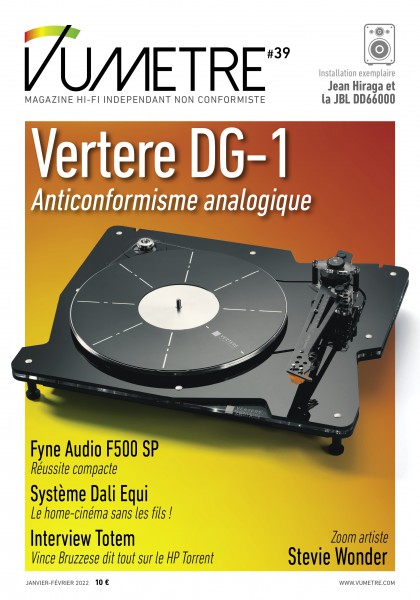 VUMETRE #39
MAGAZINE HI-FI INDEPENDANT NON CONFORMISTE
Installation exemplaire
Jean Hiraga et
la JBL DD66000
Vertere DG-1
Anticonformisme analogique
Fyne Audio F500 SP
Réussite compacte
Système Dali Equi
Le home-cinéma sans les fils !
Interview Totem
Vince Bruzzese dit tout sur le HP Torrent
Zoom artiste
Stevie Wonder
JANVIER-FÉVRIER 2022 10 €
WWW.VUMETRE.COM